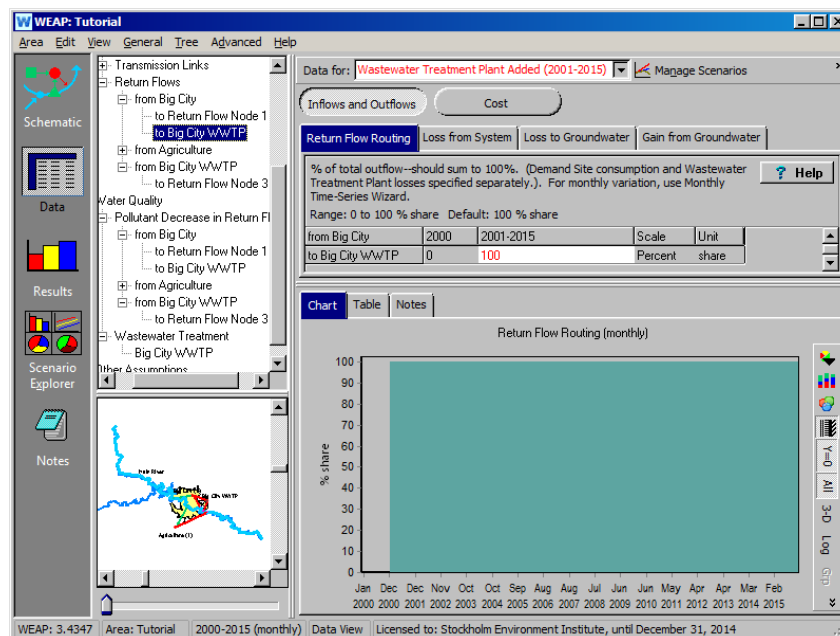 WEAP: Tutorial
Area Edit View General Tree Advanced Help
Schematic
Data
Results
Scenario
Explorer
Notes
Transmission Links
Return Flows
from Big City
to Return Flow Node 1
to Big City WWTP
from Agriculture
from Big City WWTP
to Return Flow Node 3
Water Quality
Pollutant Decrease in Return Fl
from Big City
to Return Flow Node 1
to Big City WWTP
from Agriculture
from Big City WWTP
to Return Flow Node 3
Wastewater Treatment
Big City WWTP
Other Assumptions
Main River
Big City WWTP
Agriculture (1)
Data for: Wastewater Treatment Plant Added (2001-2015) Manage Scenarios »
Inflows and Outflows Cost
Return Flow Routing Loss from System Loss to Groundwater Gain from Groundwater
% of total outflow--should sum to 100%. (Demand Site consumption and Wastewater
Treatment Plant losses specified separately.). For monthly variation, use Monthly
Time-Series Wizard.
? Help
Range: 0 to 100 % share Default: 100 % share
from Big City 2000 2001-2015 Scale Unit
to Big City WWTP 0 100 Percent share
Chart Table Notes
Return Flow Routing (monthly)
% share
100
90
80
70
60
50
40
30
20
10
0
Jan Dec Dec Nov Oct Oct Sep Aug Aug Jul Jun Jun May Apr Apr Mar Feb
2000 2000 2001 2002 2003 2004 2005 2006 2007 2008 2009 2010 2011 2012 2013 2014 2015
Y=0
All
3-D
Log
Grp
WEAP: 3.4347 Area: Tutorial 2000-2015 (monthly) Data View Licensed to: Stockholm Environment Institute, until December 31, 2014